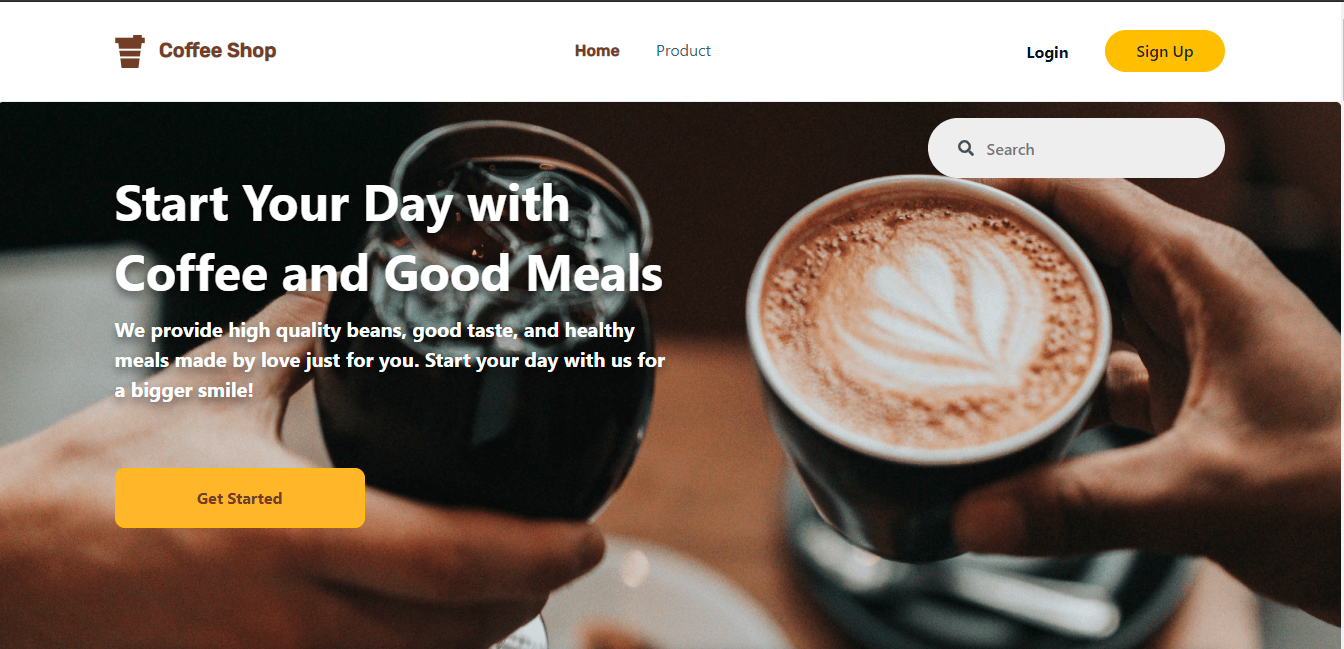 Coffee Shop
Home
Product
Login
Sign Up
Search
Start Your Day with
Coffee and Good Meals
We provide high quality beans, good taste, and healthy
meals made by love just for you. Start your day with us for
a bigger smile!
Get Started